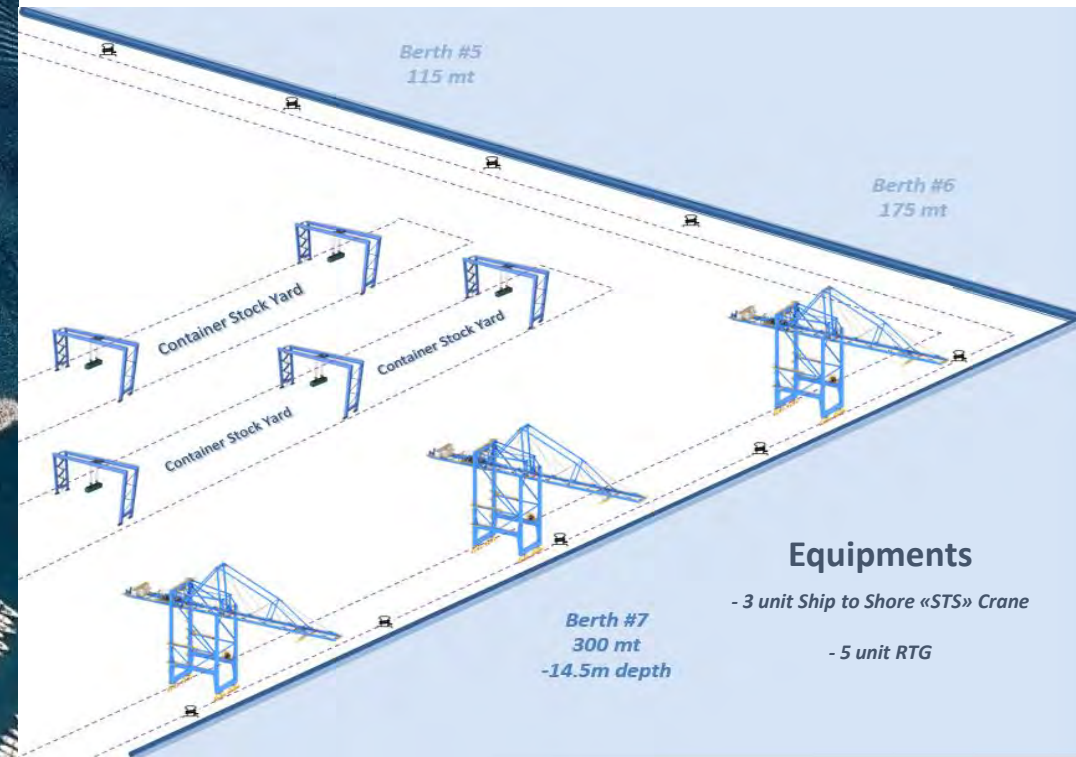 Berth #5
115 mt
Berth #6
175 mt
Container Stock Yard
Container Stock Yard
Container Stock Yard
Equipments
- 3 unit Ship to Shore «STS» Crane
- 5 unit RTG
Berth #7
300 mt
-14.5m depth